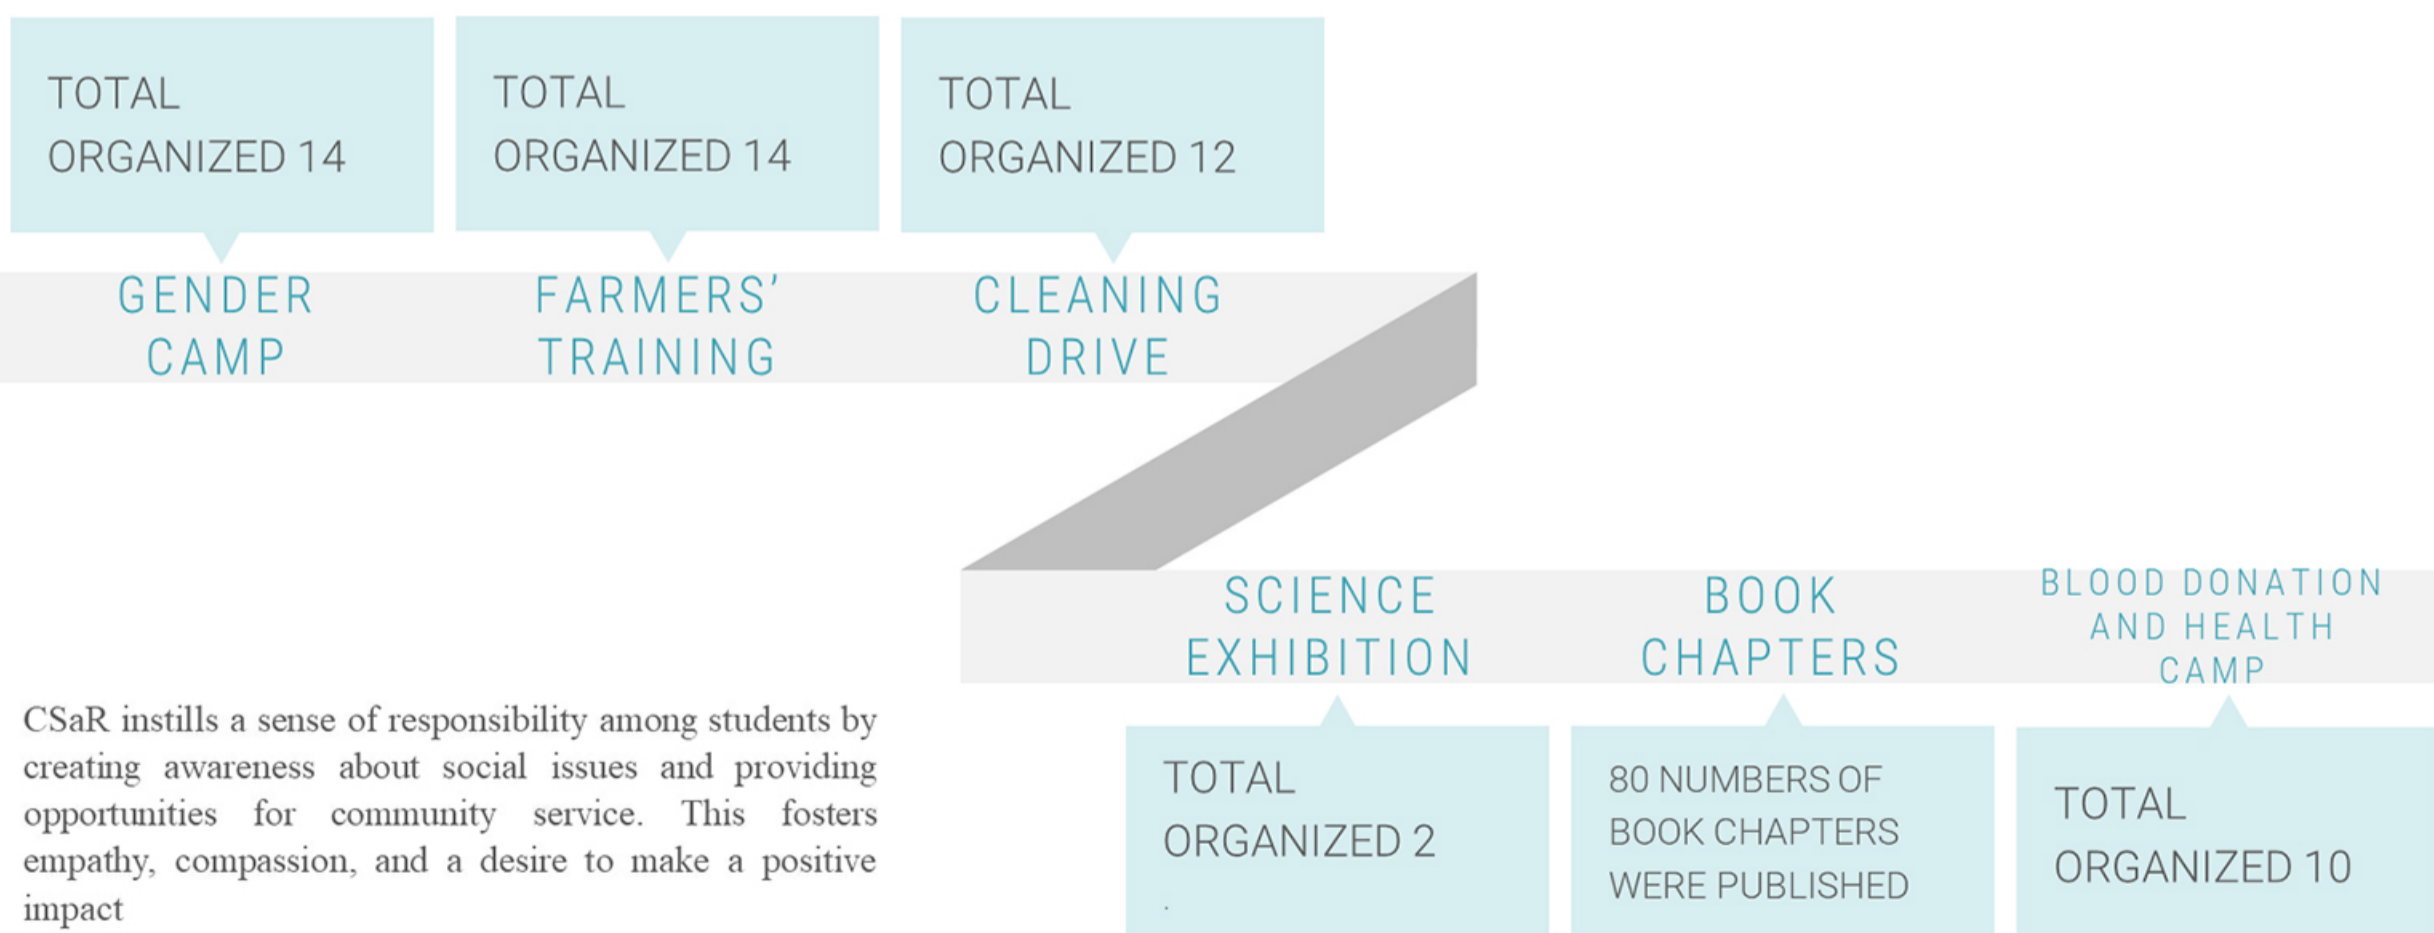 TOTAL
ORGANIZED 14
TOTAL
ORGANIZED 14
TOTAL
ORGANIZED 12
GENDER
CAMP
FARMERS’
TRAINING
CLEANING
DRIVE
SCIENCE
EXHIBITION
BOOK
CHAPTERS
BLOOD DONATION
AND HEALTH
CAMP
TOTAL
ORGANIZED 2
.
80 NUMBERS OF
BOOK CHAPTERS
WERE PUBLISHED
TOTAL
ORGANIZED 10
CSaR instills a sense of responsibility among students by
creating awareness about social issues and providing
opportunities for community service. This fosters
empathy, compassion, and a desire to make a positive
impact